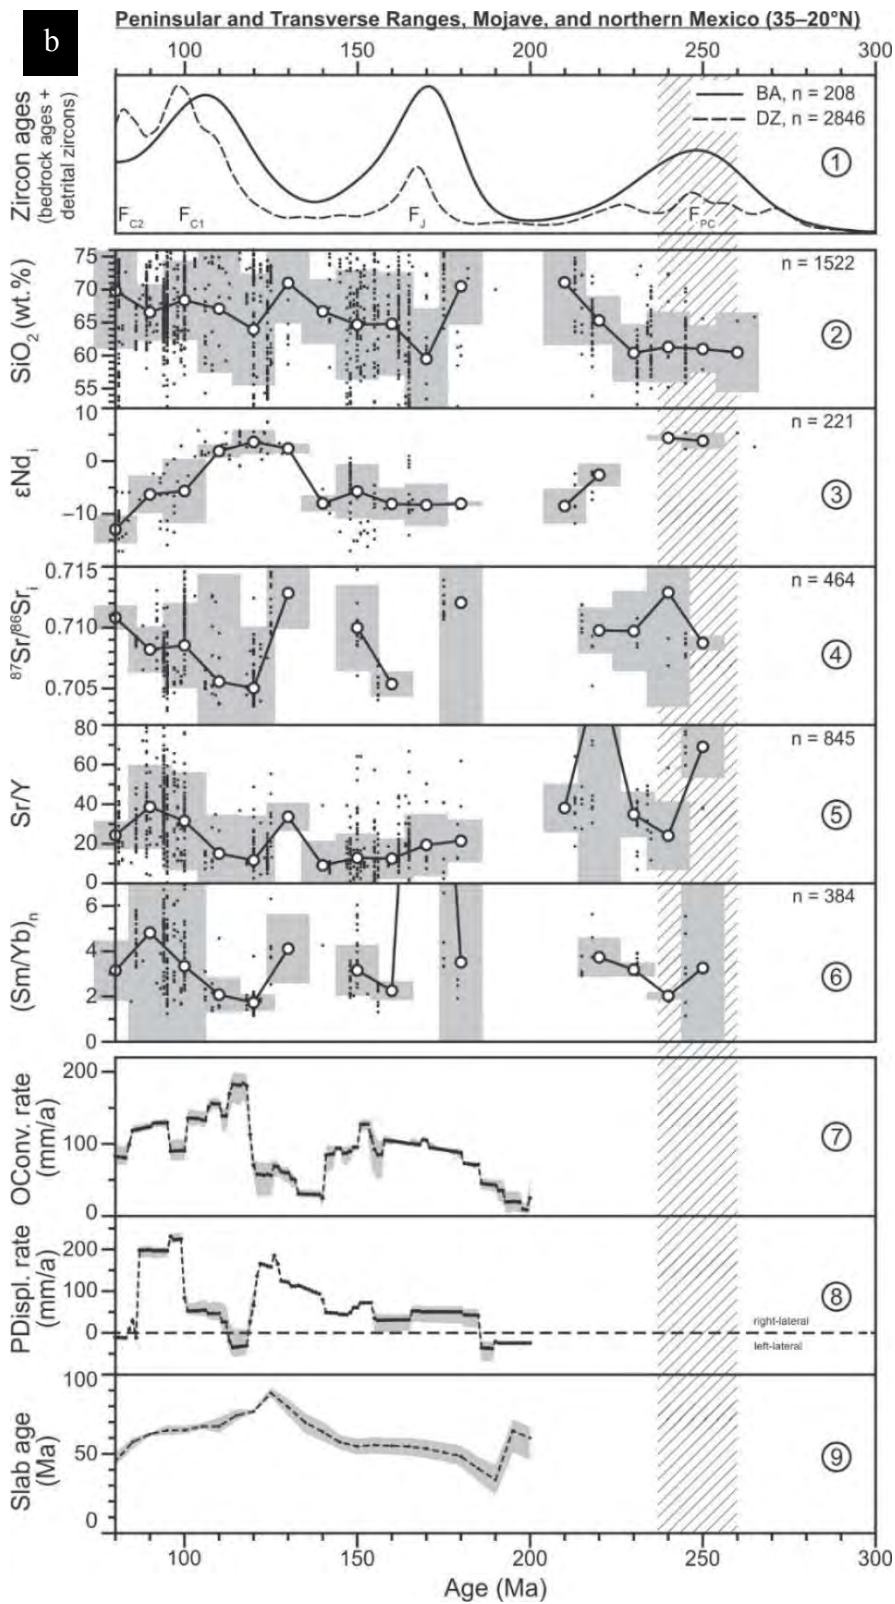 b
Peninsular and Transverse Ranges, Mojave, and northern Mexico (35–20°N)
100 150 200 250 300
Zircon ages
(bedrock ages +
detrital zircons)
BA, n = 208
DZ, n = 2846
1
FC2 FC1 FJ FPC
SiO2 (wt.%)
75
70
65
60
55
n = 1522
2
εNdi
10
0
–10
n = 221
3
87Sr/86Sri
0.715
0.710
0.705
n = 464
4
Sr/Y
80
60
40
20
0
n = 845
5
(Sm/Yb)n
6
4
2
0
n = 384
6
OConv. rate
(mm/a)
200
100
0
7
PDispl. rate
(mm/a)
200
100
0
right-lateral
left-lateral
8
Slab age
(Ma)
100
50
0
9
100 150 200 250 300
Age (Ma)